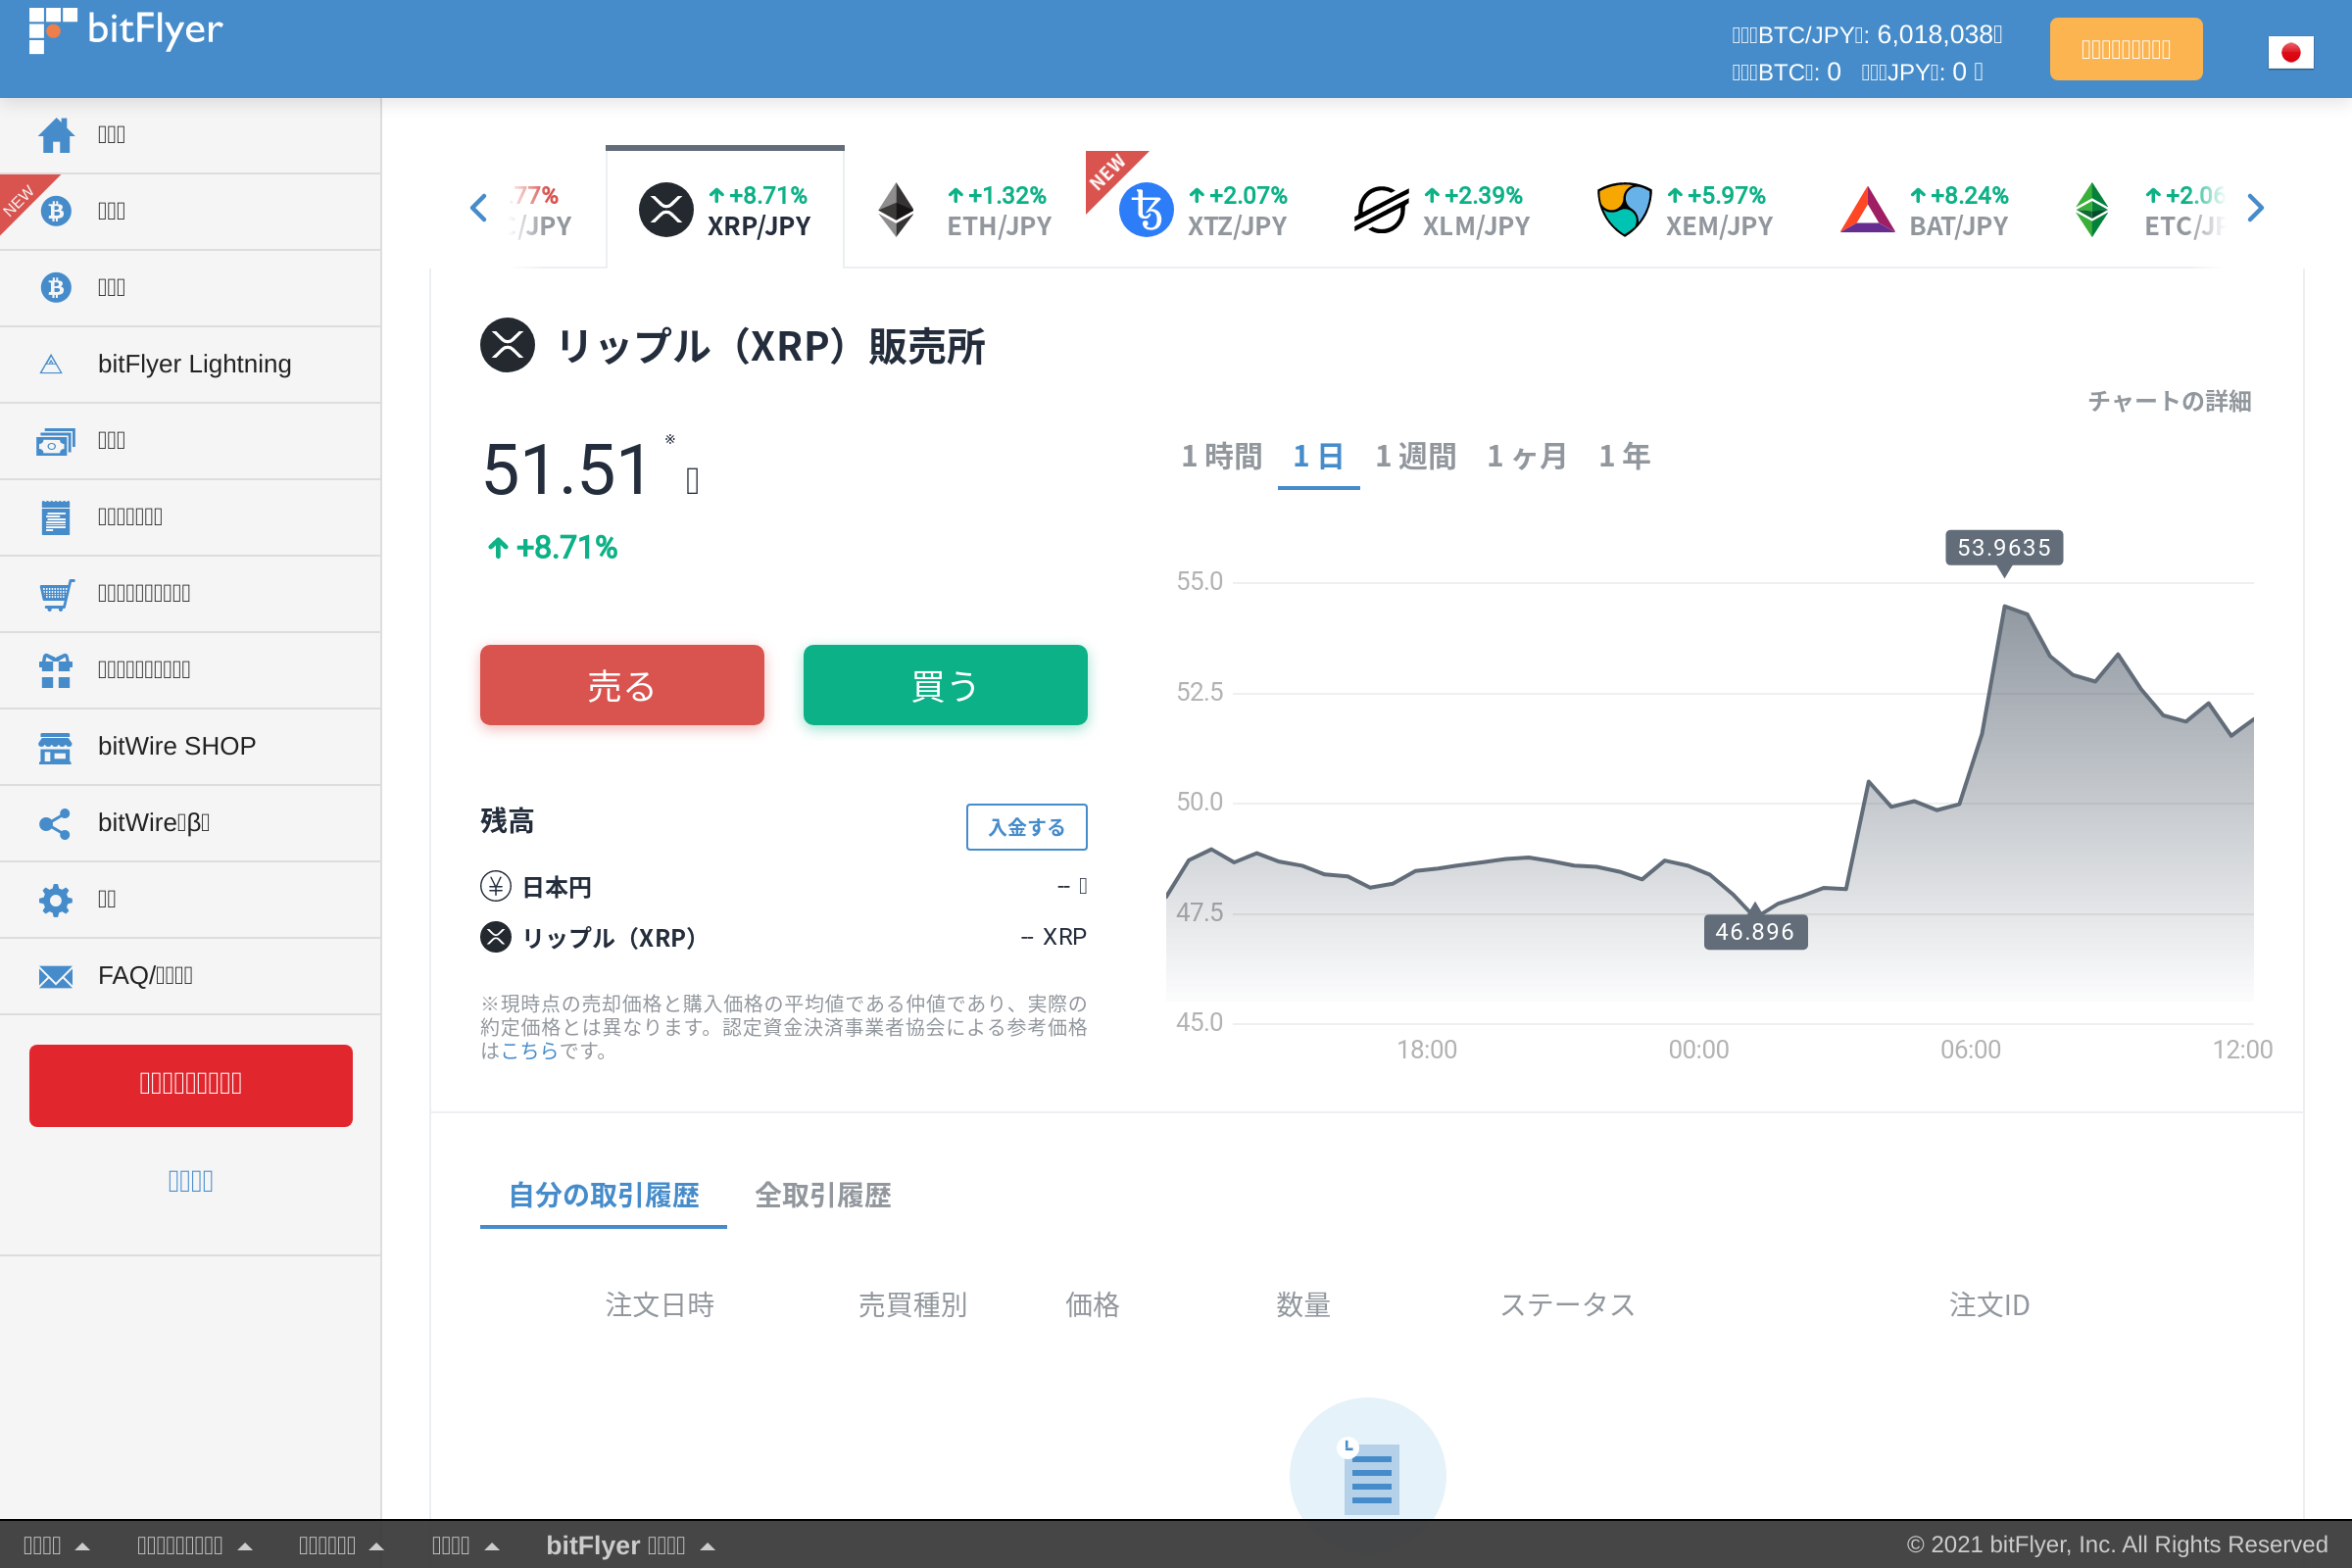 bitFlyer
BTC/JPY: 6,018,038
BTC: 0 JPY: 0
NEW
bitFlyer Lightning
bitWire SHOP
bitWire β
FAQ/
.77%
/JPY
+8.71%
XRP/JPY
+1.32%
ETH/JPY
NEW
+2.07%
XTZ/JPY
+2.39%
XLM/JPY
+5.97%
XEM/JPY
+8.24%
BAT/JPY
+2.06
ETC/JP
リップル（XRP）販売所
チャートの詳細
51.51 ※
+8.71%
1 時間 1 日 1 週間 1 ヶ月 1 年
売る 買う
残高
入金する
日本円 --
リップル（XRP） -- XRP
※現時点の売却価格と購入価格の平均値である仲値であり、実際の
約定価格とは異なります。認定資金決済事業者協会による参考価格
はこちらです。
53.9635
55.0
52.5
50.0
47.5
46.896
45.0
18:00 00:00 06:00 12:00
自分の取引履歴 全取引履歴
注文日時 売買種別 価格 数量 ステータス 注文ID
bitFlyer
© 2021 bitFlyer, Inc. All Rights Reserved